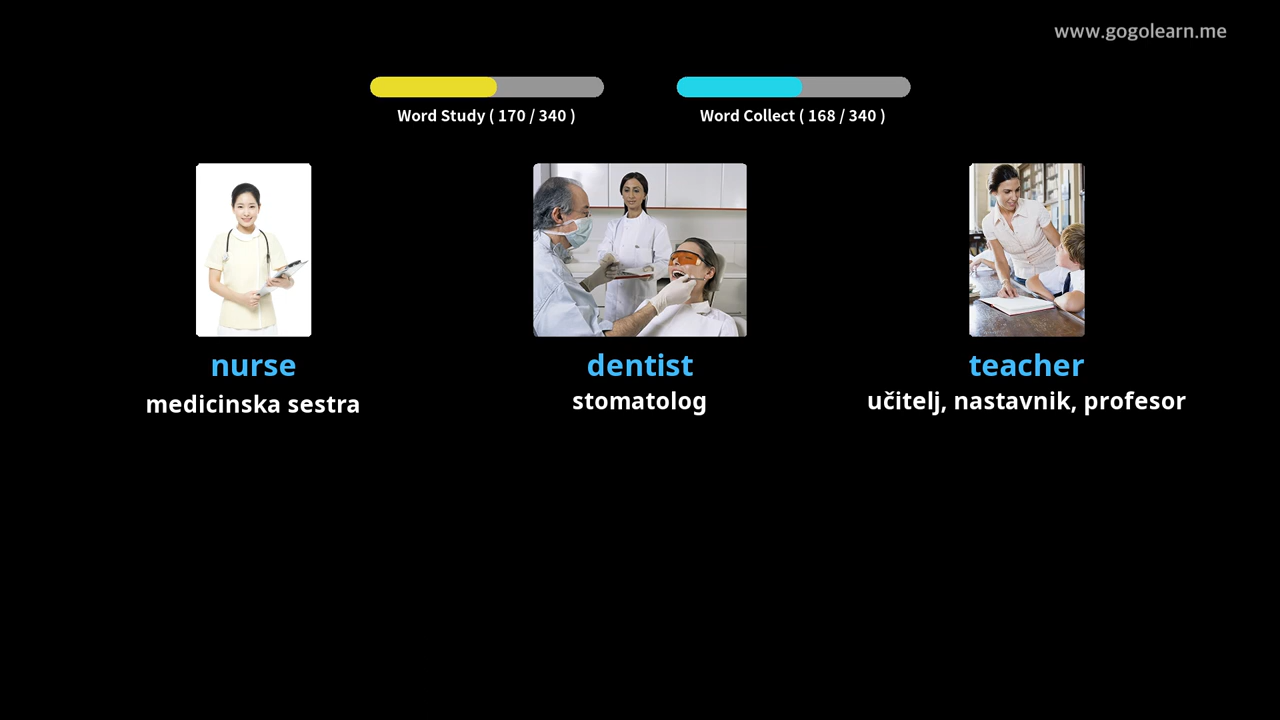 www.gogolearn.me
Word Study ( 170 / 340 )
Word Collect ( 168 / 340 )
nurse
medicinska sestra
dentist
stomatolog
teacher
učitelj, nastavnik, profesor